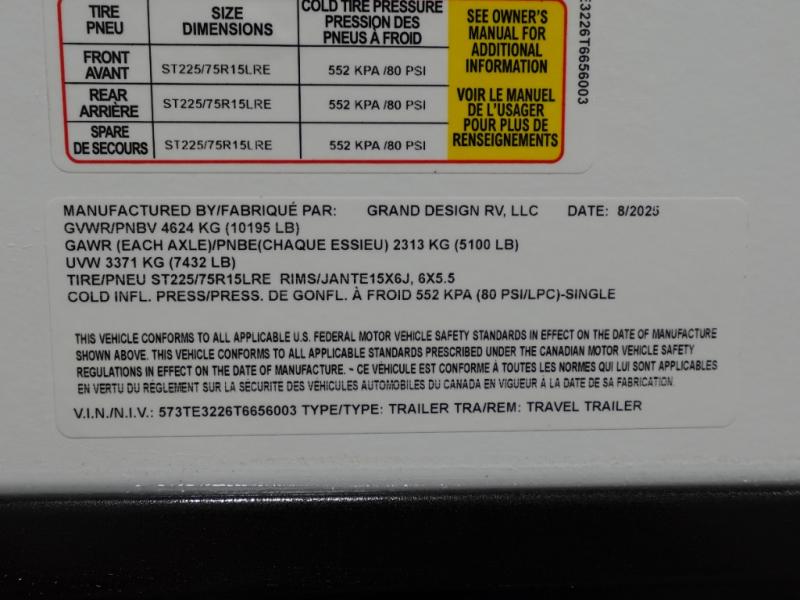 TIRE PNEU
SIZE DIMENSIONS
COLD TIRE PRESSURE PRESSION DES PNEUS À FROID
SEE OWNER'S MANUAL FOR ADDITIONAL INFORMATION
FRONT AVANT ST225/75R15LRE 552 KPA /80 PSI
REAR ARRIÈRE ST225/75R15LRE 552 KPA /80 PSI
SPARE DE SECOURS ST225/75R15LRE 552 KPA /80 PSI
VOIR LE MANUEL DE L'USAGER POUR PLUS DE RENSEIGNEMENTS
E3226T6656003
MANUFACTURED BY/FABRIQUÉ PAR: GRAND DESIGN RV, LLC DATE: 8/2025
GVWR/PNBV 4624 KG (10195 LB)
GAWR (EACH AXLE)/PNBE(CHAQUE ESSIEU) 2313 KG (5100 LB)
UVW 3371 KG (7432 LB)
TIRE/PNEU ST225/75R15LRE RIMS/JANTE15X6J, 6X5.5
COLD INFL. PRESS/PRESS. DE GONFL. À FROID 552 KPA (80 PSI/LPC)-SINGLE
THIS VEHICLE CONFORMS TO ALL APPLICABLE U.S. FEDERAL MOTOR VEHICLE SAFETY STANDARDS IN EFFECT ON THE DATE OF MANUFACTURE
SHOWN ABOVE. THIS VEHICLE CONFORMS TO ALL APPLICABLE STANDARDS PRESCRIBED UNDER THE CANADIAN MOTOR VEHICLE SAFETY
REGULATIONS IN EFFECT ON THE DATE OF MANUFACTURE. ~ CE VÉHICULE EST CONFORME À TOUTES LES NORMES QUI LUI SONT APPLICABLES
EN VERTU DU RÉGLEMENT SUR LA SÉCURITÉ DES VÉHICULES AUTOMOBILES DU CANADA EN VIGUEUR À LA DATE DE SA FABRICATION.
V.I.N./N.I.V.: 573TE3226T6656003 TYPE/TYPE: TRAILER TRA/REM: TRAVEL TRAILER